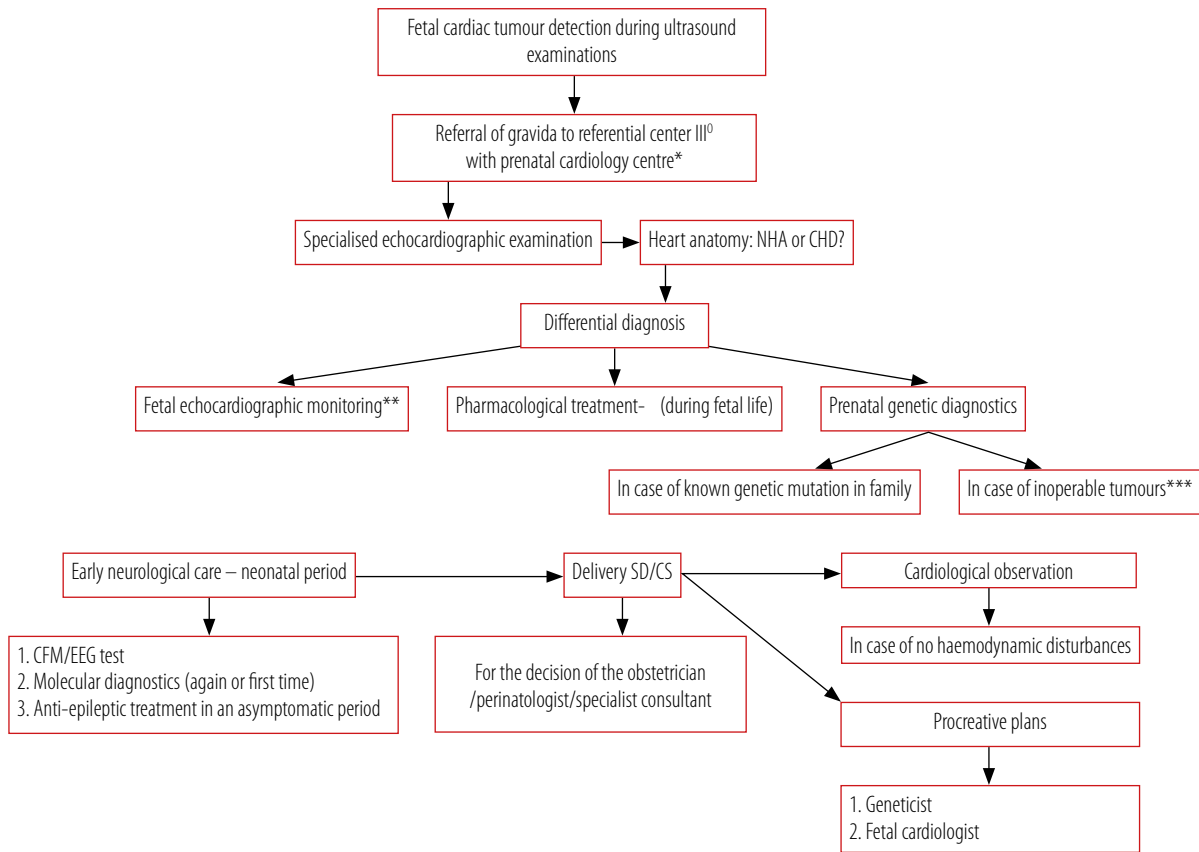 Fetal cardiac tumour detection during ultrasound
examinations
Referral of gravida to referential center III⁰
with prenatal cardiology centre*
Specialised echocardiographic examination
Heart anatomy: NHA or CHD?
Differential diagnosis
Fetal echocardiographic monitoring**
Pharmacological treatment- (during fetal life)
Prenatal genetic diagnostics
In case of known genetic mutation in family
In case of inoperable tumours***
Early neurological care – neonatal period
Delivery SD/CS
Cardiological observation
1. CFM/EEG test
2. Molecular diagnostics (again or first time)
3. Anti-epileptic treatment in an asymptomatic period
For the decision of the obstetrician
/perinatologist/specialist consultant
In case of no haemodynamic disturbances
Procreative plans
1. Geneticist
2. Fetal cardiologist